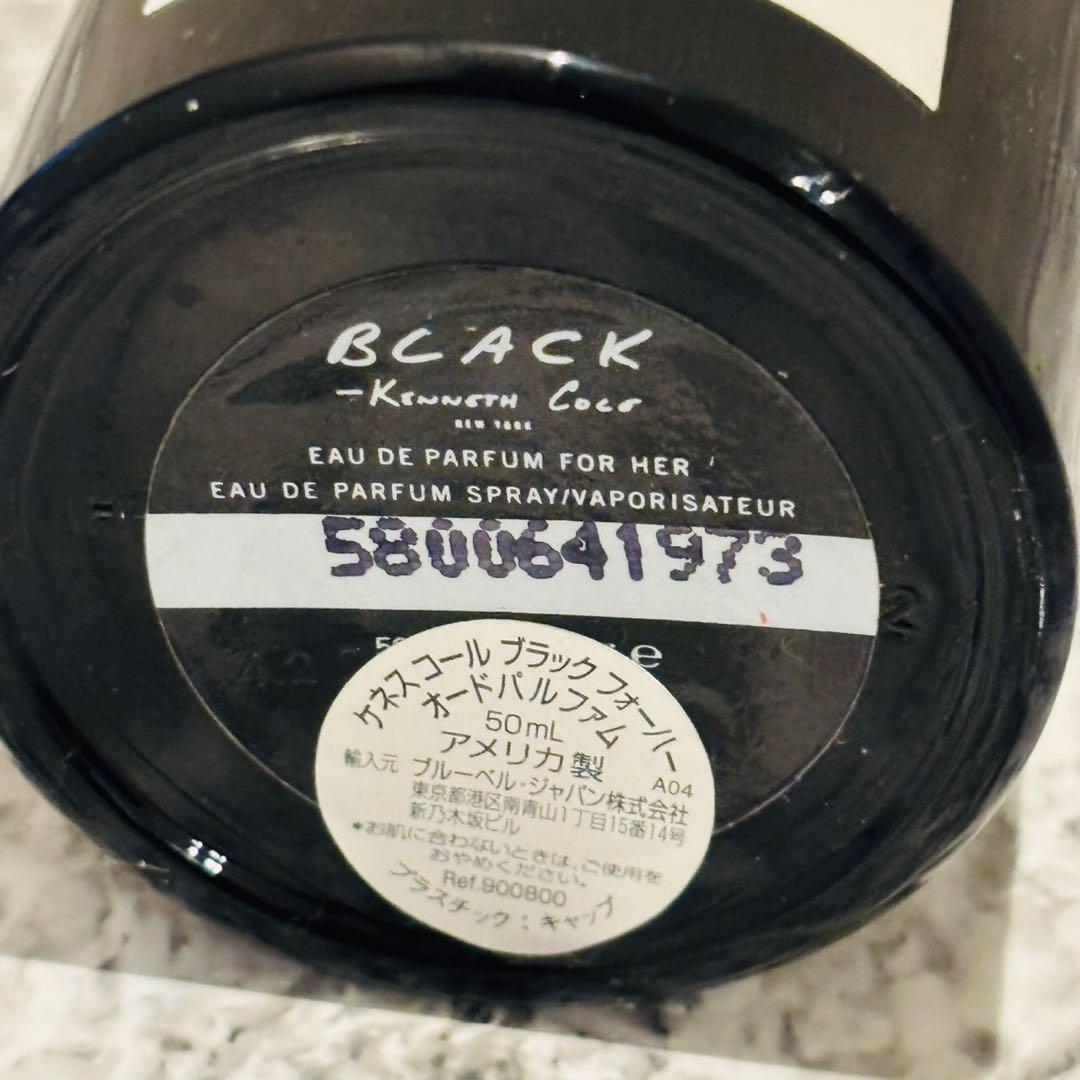 BLACK
-KENNETH COLE
NEW YORK
EAU DE PARFUM FOR HER
EAU DE PARFUM SPRAY/VAPORISATEUR
5800641973
e
ケネス コール ブラック フォーハー
オードパルファム
50mL
アメリカ製
A04
輸入元 ブルーベル・ジャパン株式会社
東京都港区南青山1丁目15番14号
新乃木坂ビル
*お肌に合わないときは、ご使用を
おやめください。
Ref.900800
プラスチック:キャップ